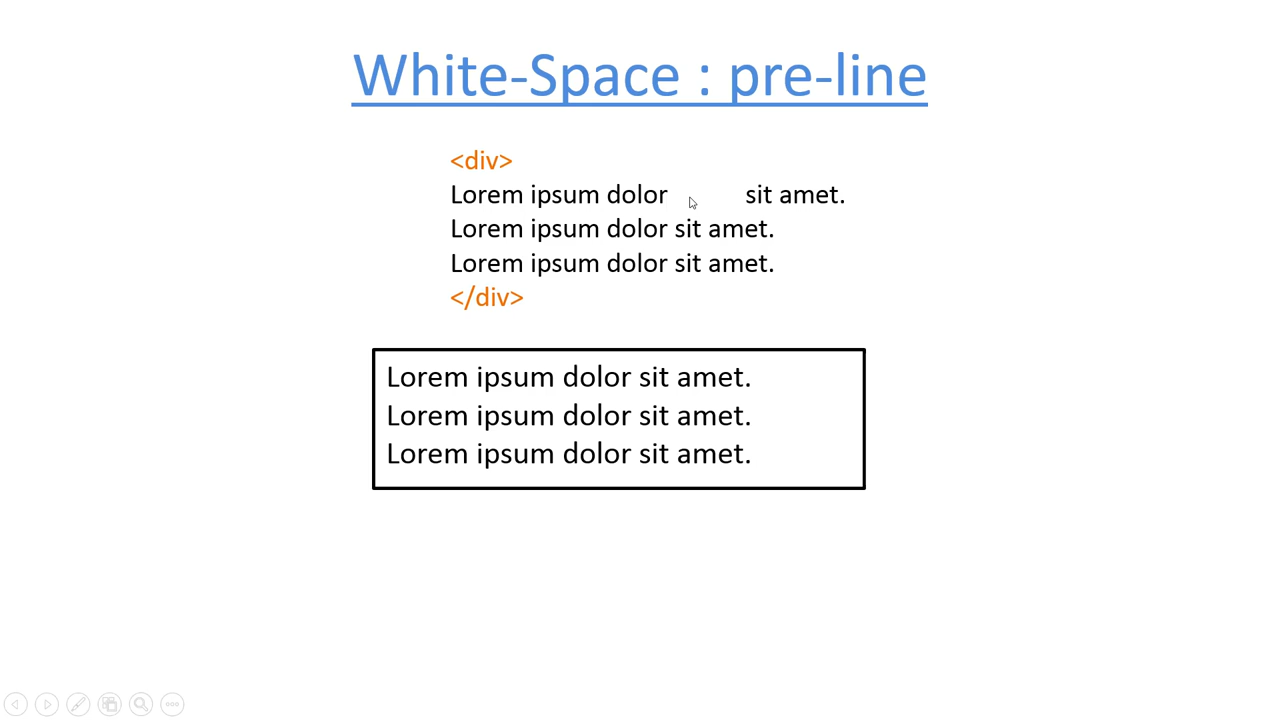 White-Space : pre-line
<div>
Lorem ipsum dolor          sit amet.
Lorem ipsum dolor sit amet.
Lorem ipsum dolor sit amet.
</div>
Lorem ipsum dolor sit amet.
Lorem ipsum dolor sit amet.
Lorem ipsum dolor sit amet.